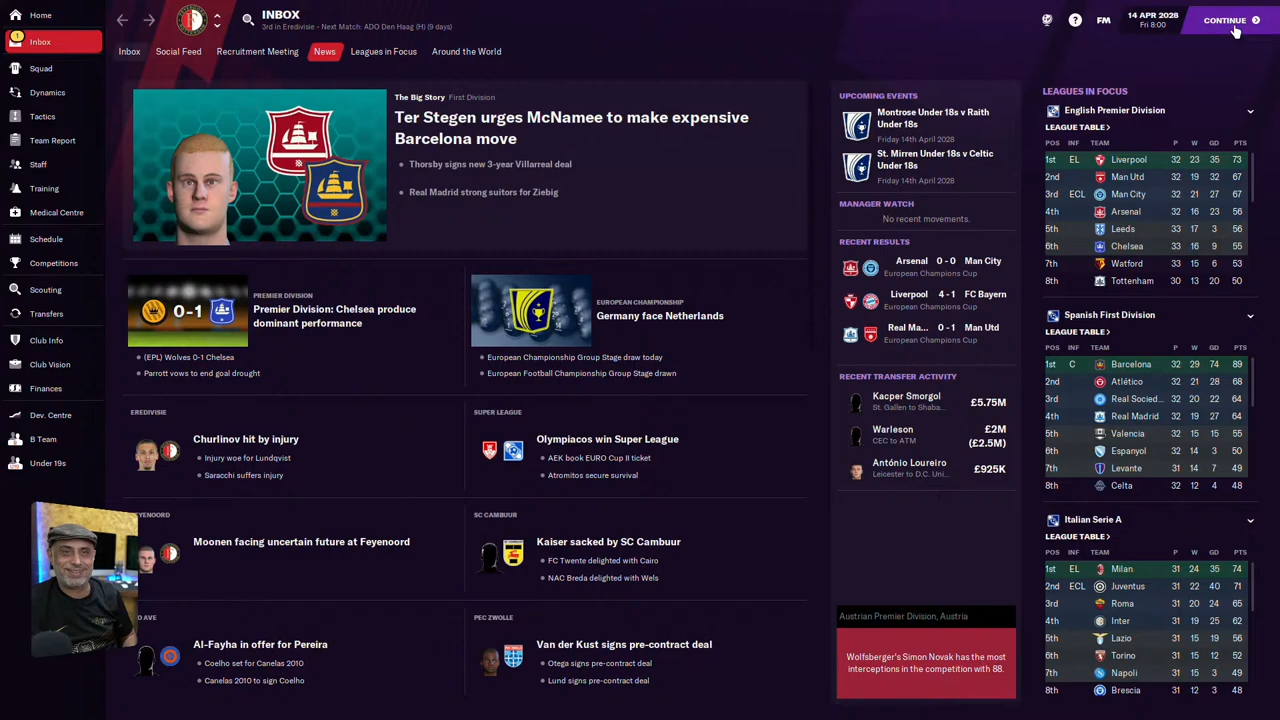 Home
1
Inbox
Squad
Dynamics
Tactics
Team Report
Staff
Training
Medical Centre
Schedule
Competitions
Scouting
Transfers
Club Info
Club Vision
Finances
Dev. Centre
B Team
Under 19s
INBOX
3rd in Eredivisie - Next Match: ADO Den Haag (H) (9 days)
FM
14 APR 2028
Fri 8:00
CONTINUE
Inbox Social Feed Recruitment Meeting News Leagues in Focus Around the World
The Big Story First Division
Ter Stegen urges McNamee to make expensive
Barcelona move
Thorsby signs new 3-year Villarreal deal
Real Madrid strong suitors for Ziebig
0-1
PREMIER DIVISION
Premier Division: Chelsea produce
dominant performance
(EPL) Wolves 0-1 Chelsea
Parrott vows to end goal drought
EUROPEAN CHAMPIONSHIP
Germany face Netherlands
European Championship Group Stage draw today
European Football Championship Group Stage drawn
EREDIVISIE
Churlinov hit by injury
Injury woe for Lundqvist
Saracchi suffers injury
SUPER LEAGUE
Olympiacos win Super League
AEK book EURO Cup II ticket
Atromitos secure survival
EYENOORD
Moonen facing uncertain future at Feyenoord
SC CAMBUUR
Kaiser sacked by SC Cambuur
FC Twente delighted with Cairo
NAC Breda delighted with Wels
O AVE
Al-Fayha in offer for Pereira
Coelho set for Canelas 2010
Canelas 2010 to sign Coelho
PEC ZWOLLE
Van der Kust signs pre-contract deal
Otega signs pre-contract deal
Lund signs pre-contract deal
UPCOMING EVENTS
Montrose Under 18s v Raith
Under 18s
Friday 14th April 2028
St. Mirren Under 18s v Celtic
Under 18s
Friday 14th April 2028
MANAGER WATCH
No recent movements.
RECENT RESULTS
Arsenal 0 - 0 Man City
European Champions Cup
Liverpool 4 - 1 FC Bayern
European Champions Cup
Real Ma... 0 - 1 Man Utd
European Champions Cup
RECENT TRANSFER ACTIVITY
Kacper Smorgol
St. Gallen to Shaba...
£5.75M
Warleson
CEC to ATM
£2M
(£2.5M)
António Loureiro
Leicester to D.C. Uni...
£925K
Austrian Premier Division, Austria
Wolfsberger's Simon Novak has the most
interceptions in the competition with 88.
LEAGUES IN FOCUS
English Premier Division
LEAGUE TABLE >
POS INF TEAM P W GD PTS
1st EL Liverpool 32 23 35 73
2nd Man Utd 32 19 32 67
3rd ECL Man City 32 21 27 67
4th Arsenal 32 16 23 56
5th Leeds 33 17 3 56
6th Chelsea 33 16 9 55
7th Watford 33 15 6 53
8th Tottenham 30 13 20 50
Spanish First Division
LEAGUE TABLE >
POS INF TEAM P W GD PTS
1st C Barcelona 32 29 74 89
2nd Atlético 32 21 28 68
3rd Real Socied... 32 20 22 64
4th Real Madrid 32 19 27 64
5th Valencia 32 15 15 55
6th Espanyol 32 14 3 50
7th Levante 31 14 7 49
8th Celta 32 12 4 48
Italian Serie A
LEAGUE TABLE >
POS INF TEAM P W GD PTS
1st EL Milan 31 24 35 74
2nd ECL Juventus 31 22 40 71
3rd Roma 31 20 24 65
4th Inter 31 19 25 62
5th Lazio 31 15 19 56
6th Torino 31 15 12 52
7th Napoli 31 12 3 48
8th Brescia 31 12 3 48